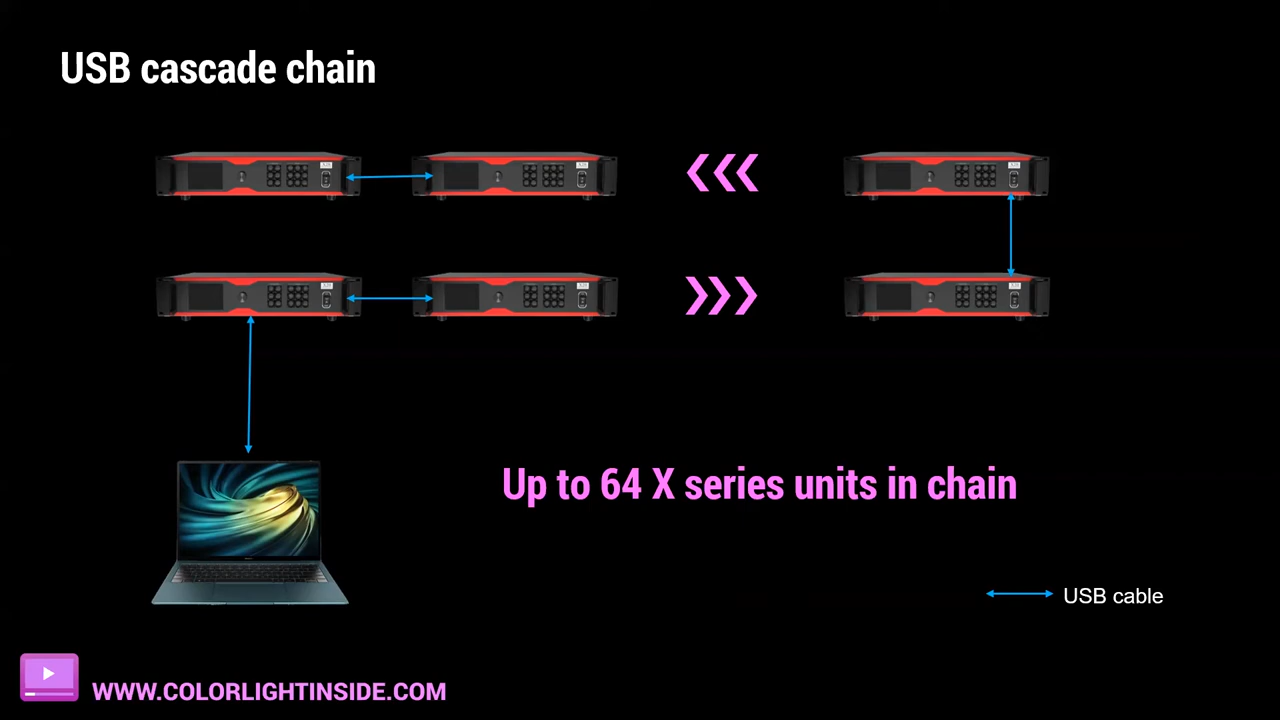 USB cascade chain
Up to 64 X series units in chain
USB cable
WWW.COLORLIGHTINSIDE.COM